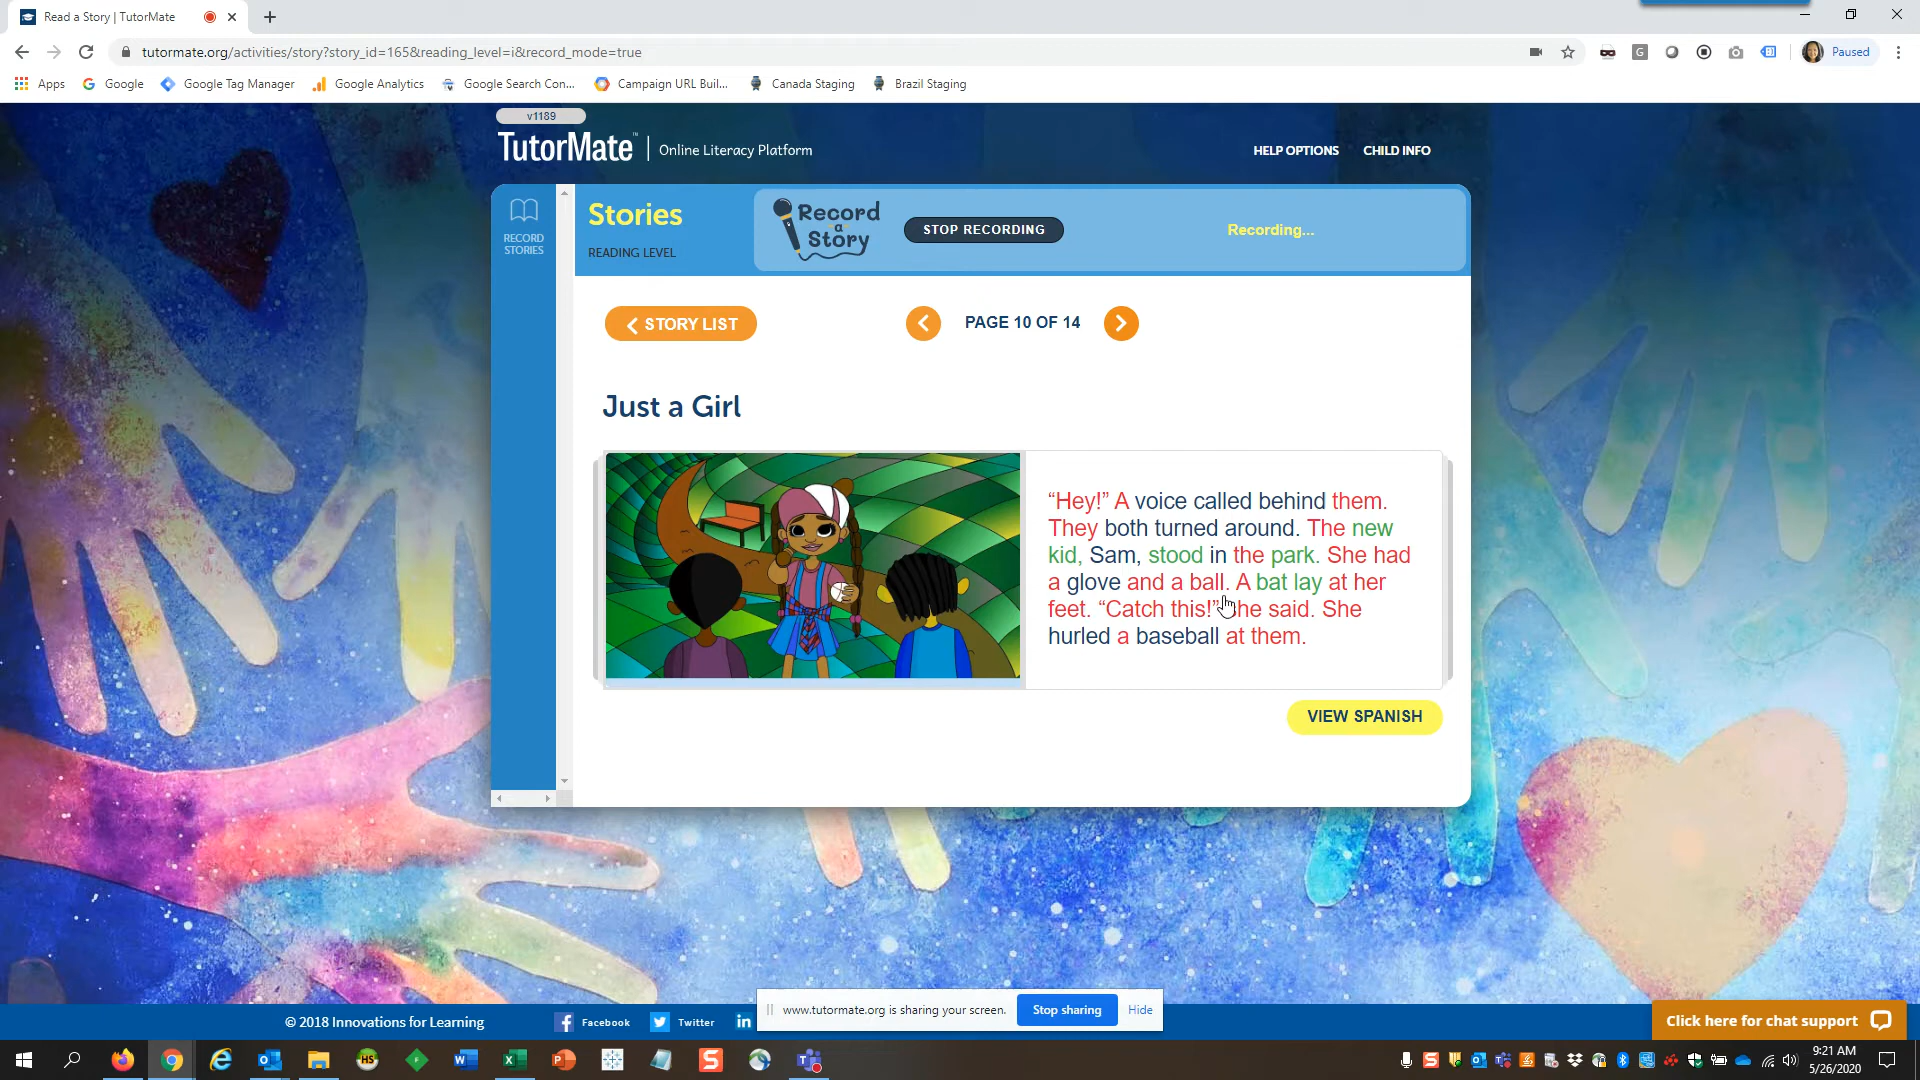 Read a Story | TutorMate
tutormate.org/activities/story?story_id=165&reading_level=i&record_mode=true
Paused
Apps
Google
Google Tag Manager
Google Analytics
Google Search Con...
Campaign URL Buil...
Canada Staging
Brazil Staging
v1189
TutorMate™ | Online Literacy Platform
HELP OPTIONS
CHILD INFO
RECORD
STORIES
Stories
READING LEVEL
Record
a
Story
STOP RECORDING
Recording...
STORY LIST
PAGE 10 OF 14
Just a Girl
“Hey!” A voice called behind them.
They both turned around. The new
kid, Sam, stood in the park. She had
a glove and a ball. A bat lay at her
feet. “Catch this!” she said. She
hurled a baseball at them.
VIEW SPANISH
© 2018 Innovations for Learning
Facebook
Twitter
in
www.tutormate.org is sharing your screen.
Stop sharing
Hide
Click here for chat support
9:21 AM
5/26/2020